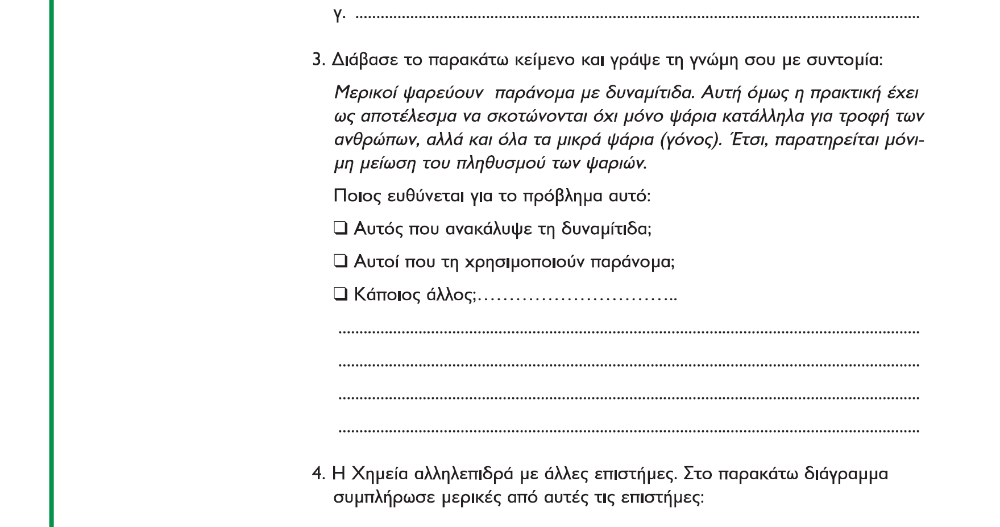 γ. ..........................................................................................................................................
3. Διάβασε το παρακάτω κείμενο και γράψε τη γνώμη σου με συντομία:
Μερικοί ψαρεύουν παράνομα με δυναμίτιδα. Αυτή όμως η πρακτική έχει
ως αποτέλεσμα να σκοτώνονται όχι μόνο ψάρια κατάλληλα για τροφή των
ανθρώπων, αλλά και όλα τα μικρά ψάρια (γόνος). Έτσι, παρατηρείται μόνι-
μη μείωση του πληθυσμού των ψαριών.
Ποιος ευθύνεται για το πρόβλημα αυτό:
❑ Αυτός που ανακάλυψε τη δυναμίτιδα;
❑ Αυτοί που τη χρησιμοποιούν παράνομα;
❑ Κάποιος άλλος;…………………………..
..........................................................................................................................................
..........................................................................................................................................
..........................................................................................................................................
..........................................................................................................................................
4. Η Χημεία αλληλεπιδρά με άλλες επιστήμες. Στο παρακάτω διάγραμμα
συμπλήρωσε μερικές από αυτές τις επιστήμες: